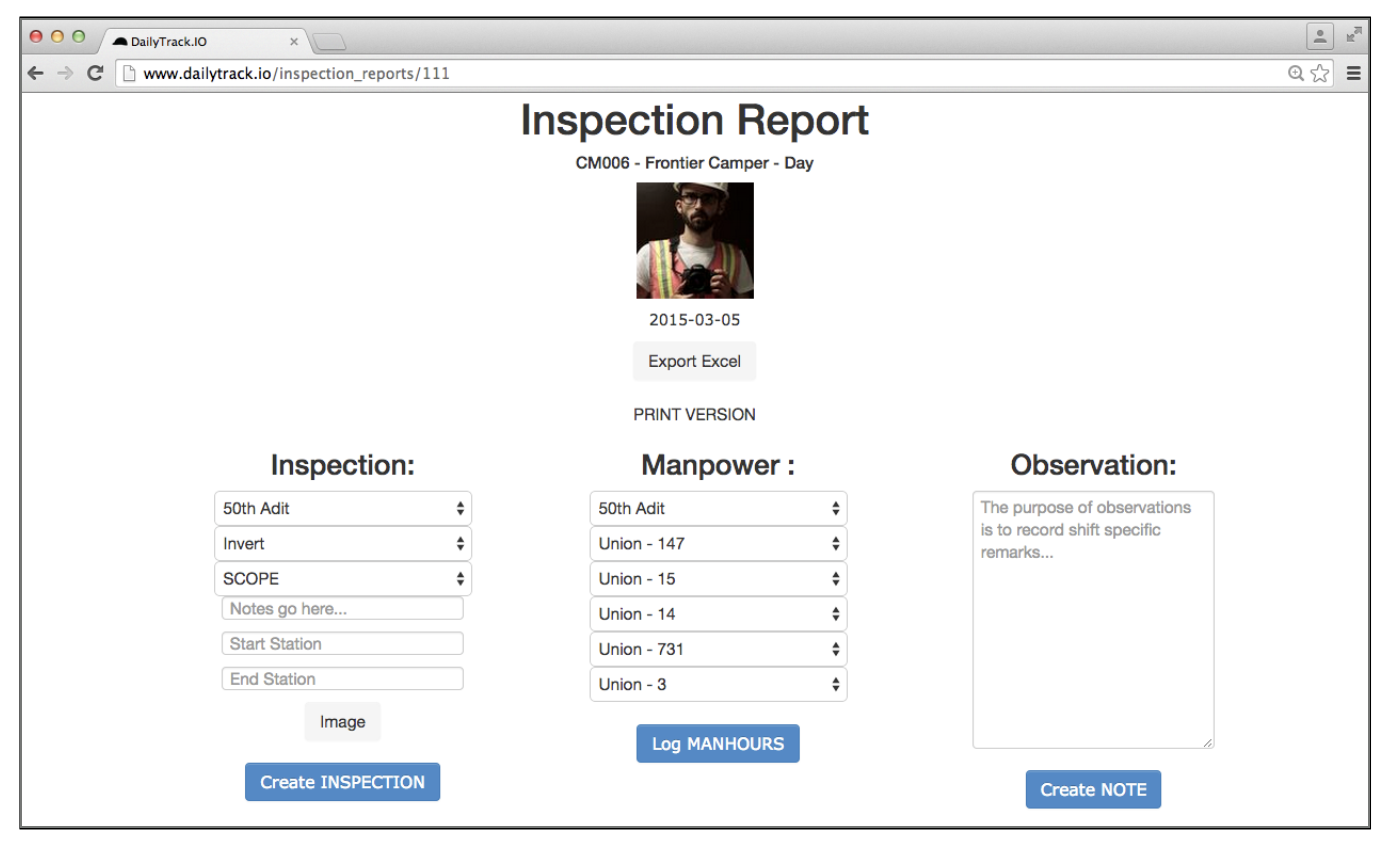 DailyTrack.IO
www.dailytrack.io/inspection_reports/111
Inspection Report
CM006 - Frontier Camper - Day
2015-03-05
Export Excel
PRINT VERSION
Inspection:
50th Adit
Invert
SCOPE
Notes go here...
Start Station
End Station
Image
Create INSPECTION
Manpower :
50th Adit
Union - 147
Union - 15
Union - 14
Union - 731
Union - 3
Log MANHOURS
Observation:
The purpose of observations
is to record shift specific
remarks...
Create NOTE